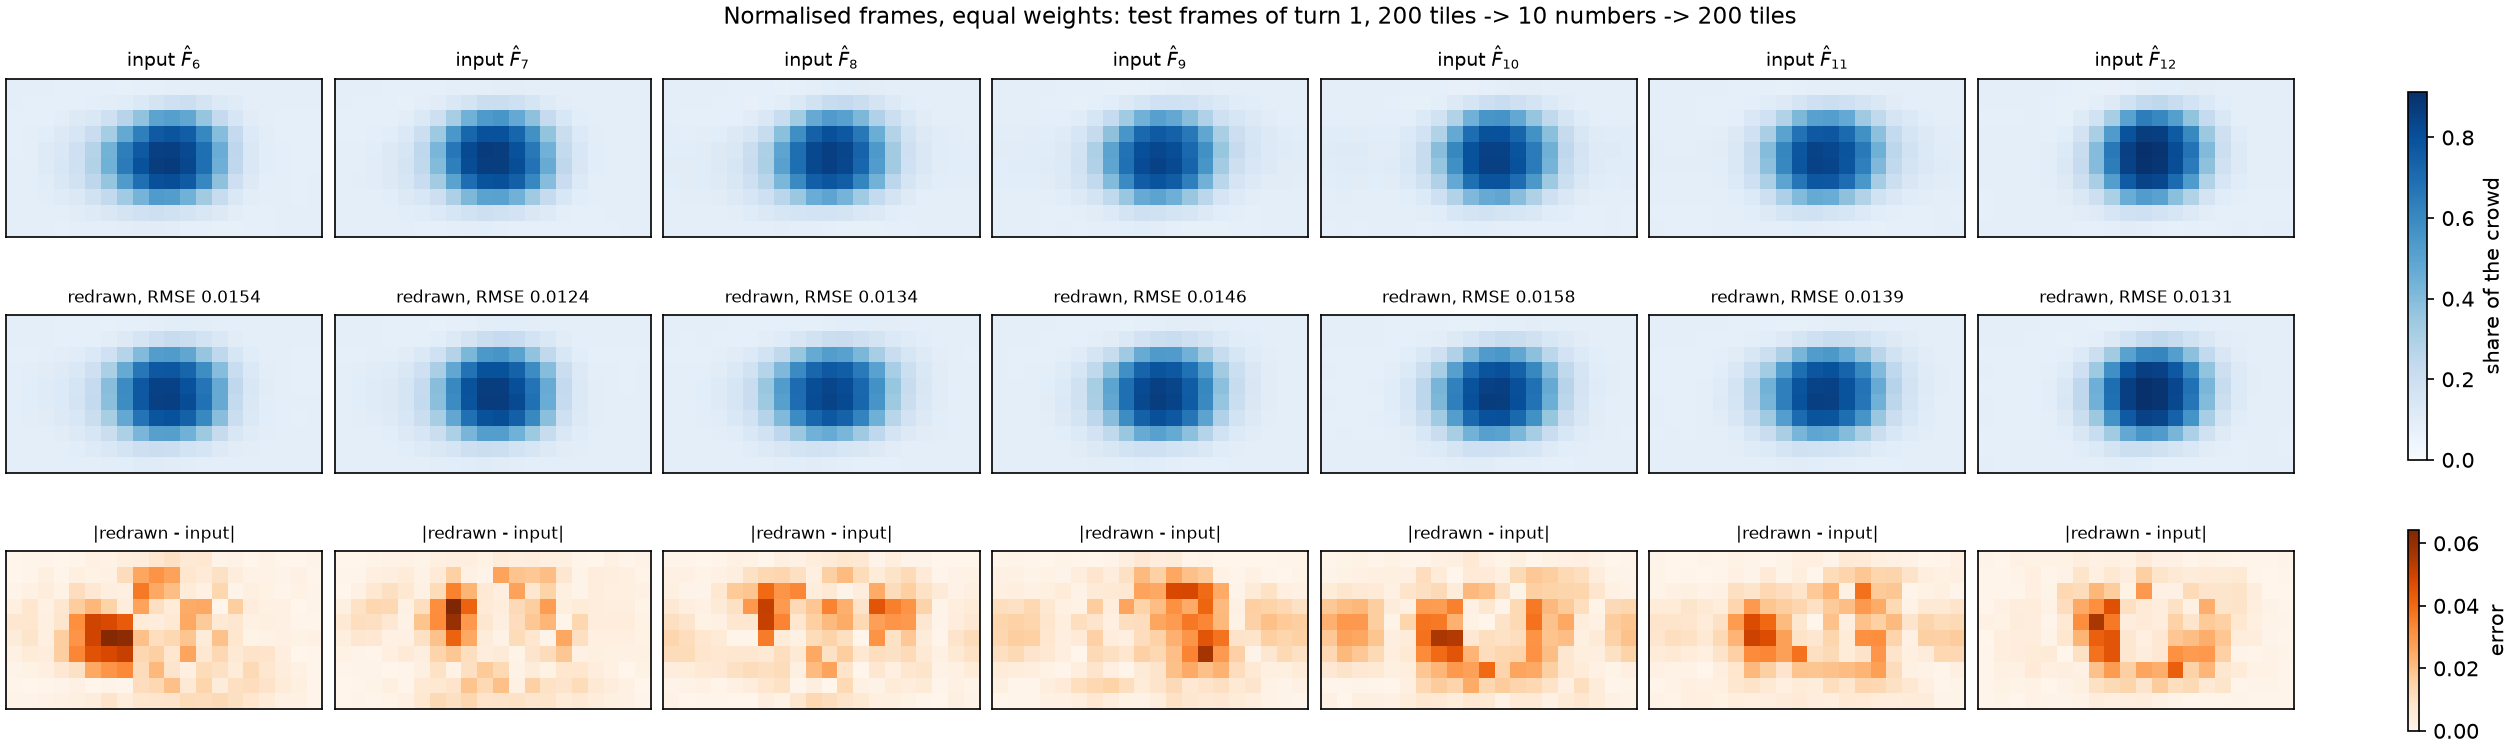 Normalised frames, equal weights: test frames of turn 1, 200 tiles -> 10 numbers -> 200 tiles
input F̂₆
input F̂₇
input F̂₈
input F̂₉
input F̂₁₀
input F̂₁₁
input F̂₁₂
0.8
0.6
0.4
0.2
0.0
share of the crowd
redrawn, RMSE 0.0154
redrawn, RMSE 0.0124
redrawn, RMSE 0.0134
redrawn, RMSE 0.0146
redrawn, RMSE 0.0158
redrawn, RMSE 0.0139
redrawn, RMSE 0.0131
|redrawn - input|
|redrawn - input|
|redrawn - input|
|redrawn - input|
|redrawn - input|
|redrawn - input|
|redrawn - input|
0.06
0.04
0.02
0.00
error